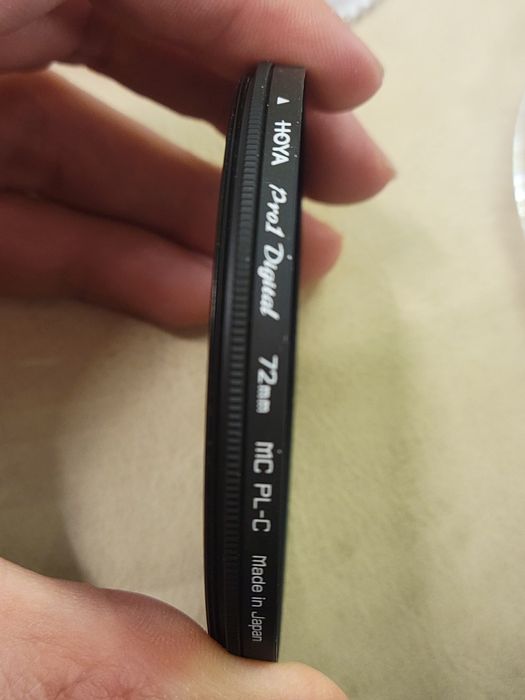 ▲ HOYA Pro1 Digital 72mm MC PL-C Made in Japan